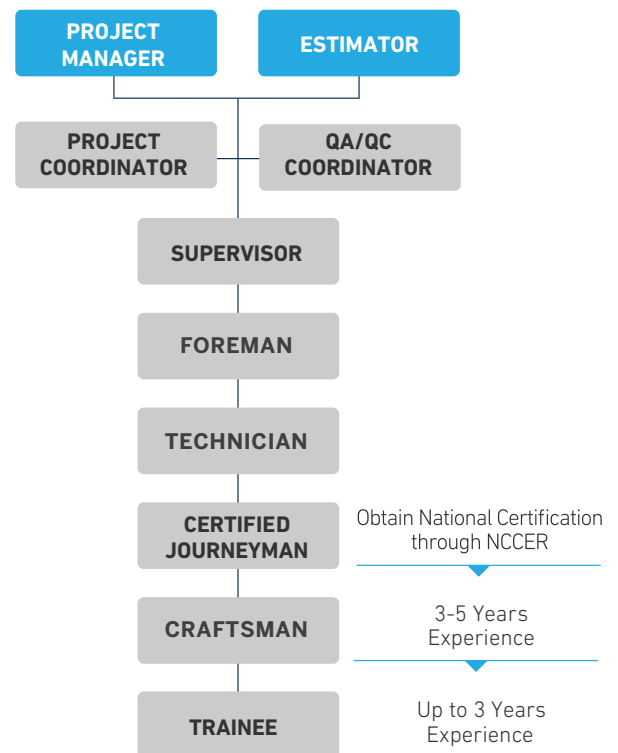 PROJECT
MANAGER
ESTIMATOR
PROJECT
COORDINATOR
QA/QC
COORDINATOR
SUPERVISOR
FOREMAN
TECHNICIAN
CERTIFIED
JOURNEYMAN
Obtain National Certification
through NCCER
CRAFTSMAN
3-5 Years
Experience
TRAINEE
Up to 3 Years
Experience